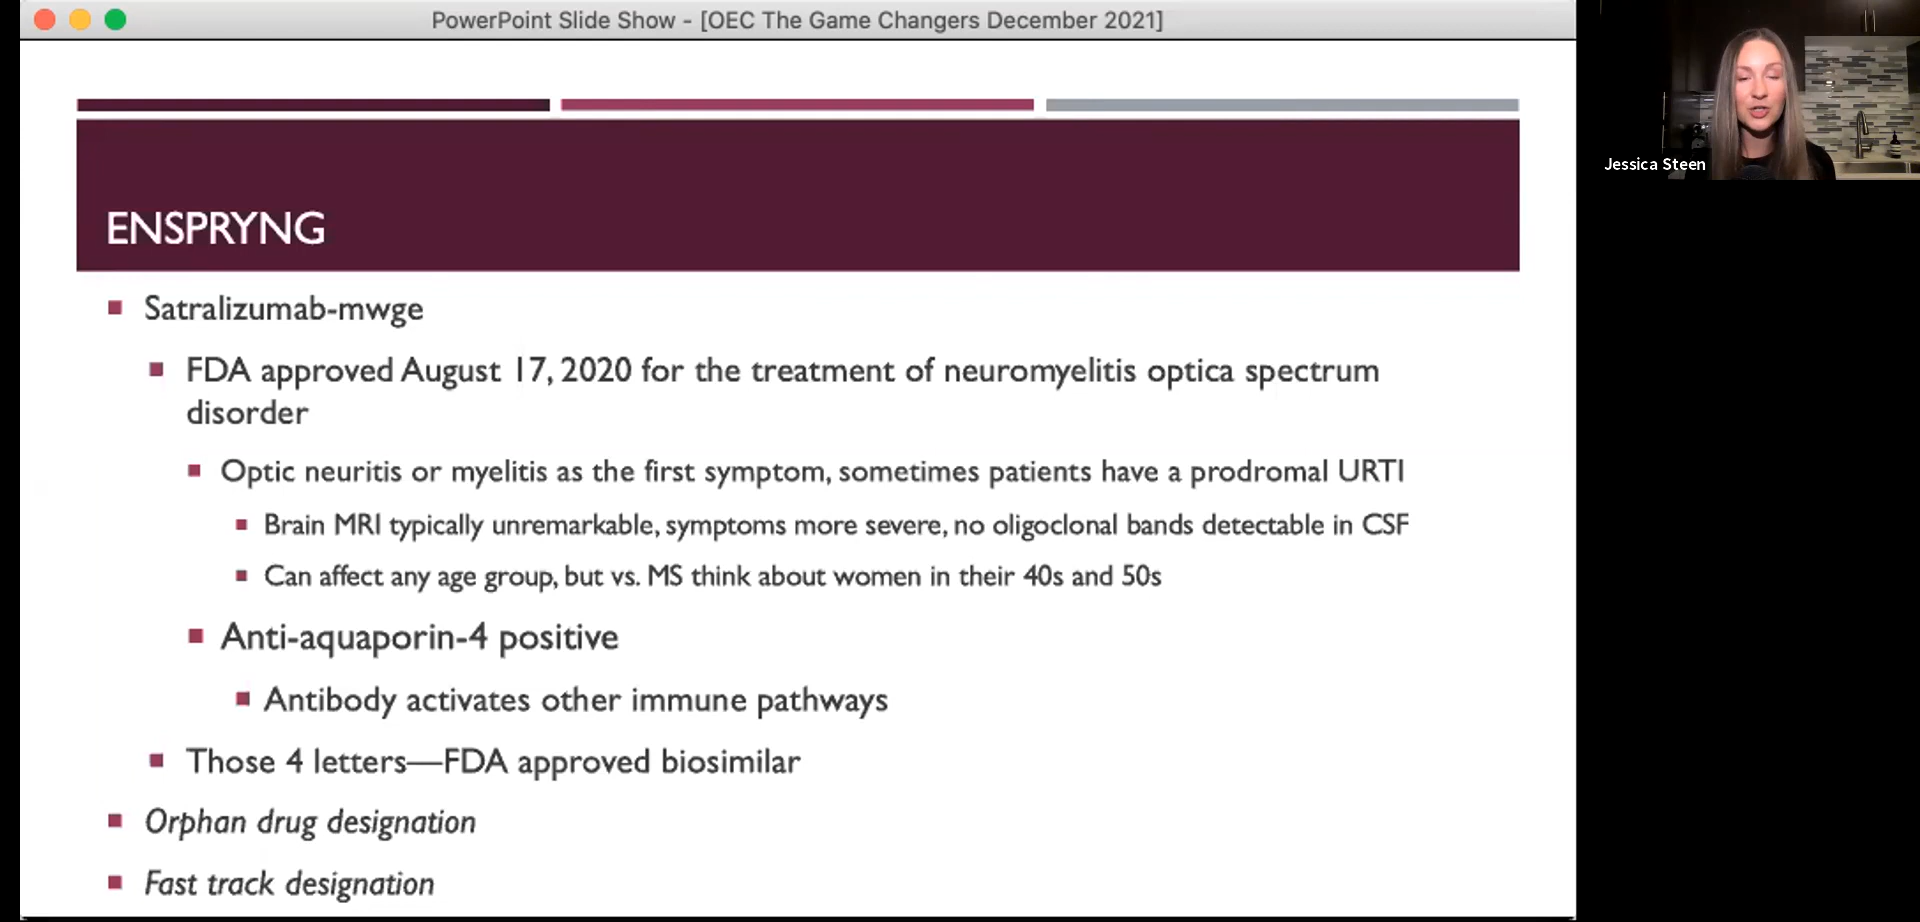 PowerPoint Slide Show - [OEC The Game Changers December 2021]
ENSPRYNG
Satralizumab-mwge
FDA approved August 17, 2020 for the treatment of neuromyelitis optica spectrum
disorder
Optic neuritis or myelitis as the first symptom, sometimes patients have a prodromal URTI
Brain MRI typically unremarkable, symptoms more severe, no oligoclonal bands detectable in CSF
Can affect any age group, but vs. MS think about women in their 40s and 50s
Anti-aquaporin-4 positive
Antibody activates other immune pathways
Those 4 letters—FDA approved biosimilar
Orphan drug designation
Fast track designation
Jessica Steen